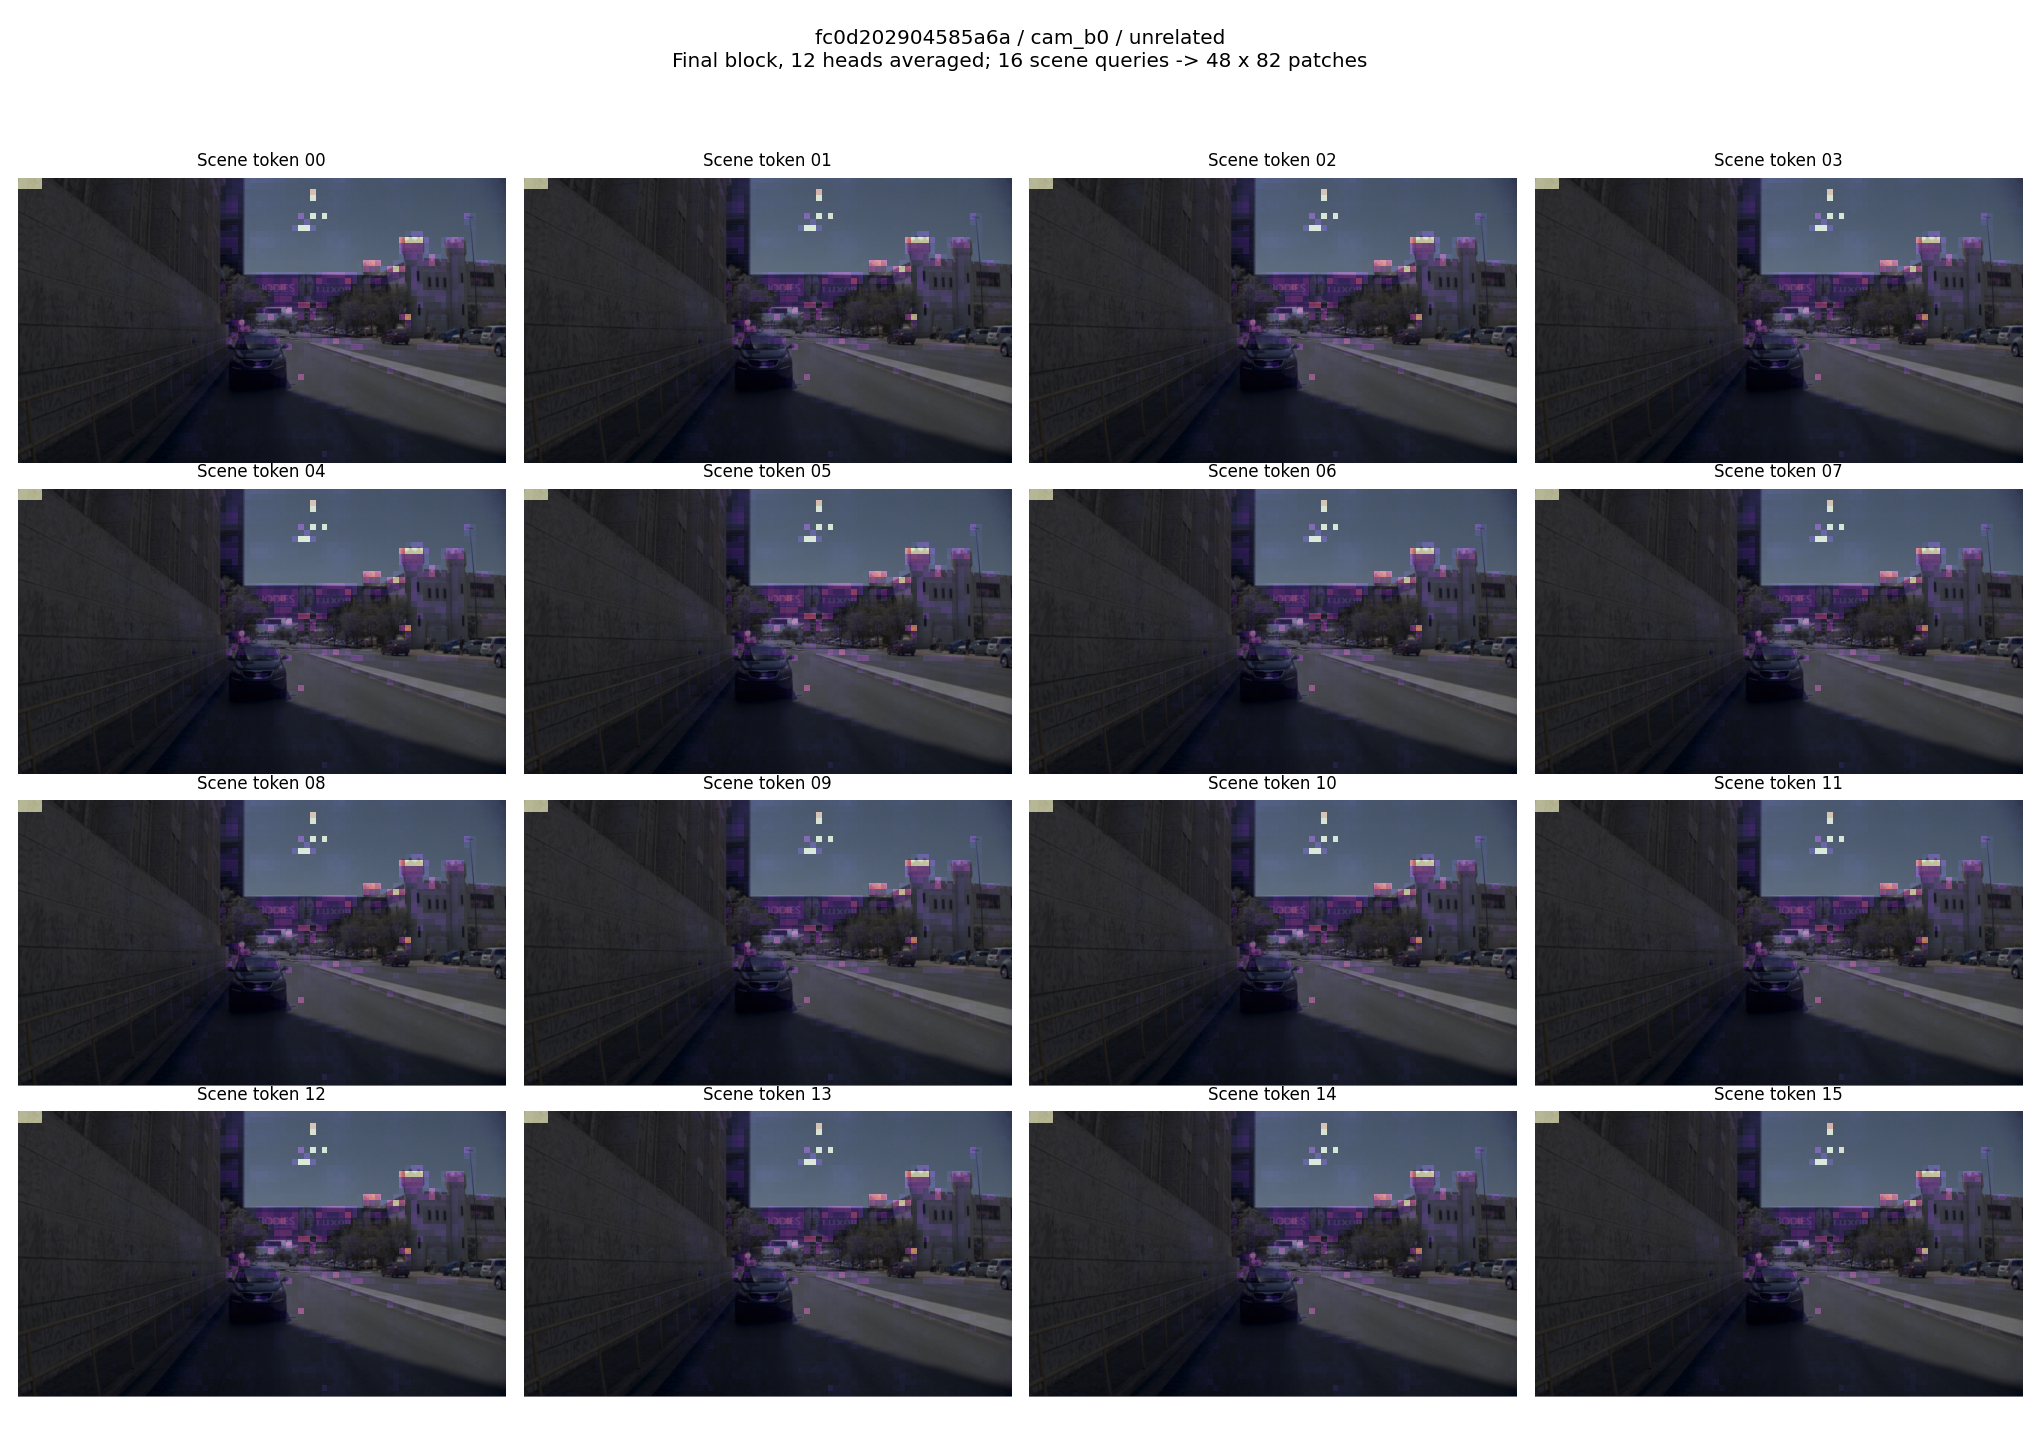 fc0d202904585a6a / cam_b0 / unrelated
Final block, 12 heads averaged; 16 scene queries -> 48 x 82 patches
Scene token 00
Scene token 01
Scene token 02
Scene token 03
Scene token 04
Scene token 05
Scene token 06
Scene token 07
Scene token 08
Scene token 09
Scene token 10
Scene token 11
Scene token 12
Scene token 13
Scene token 14
Scene token 15